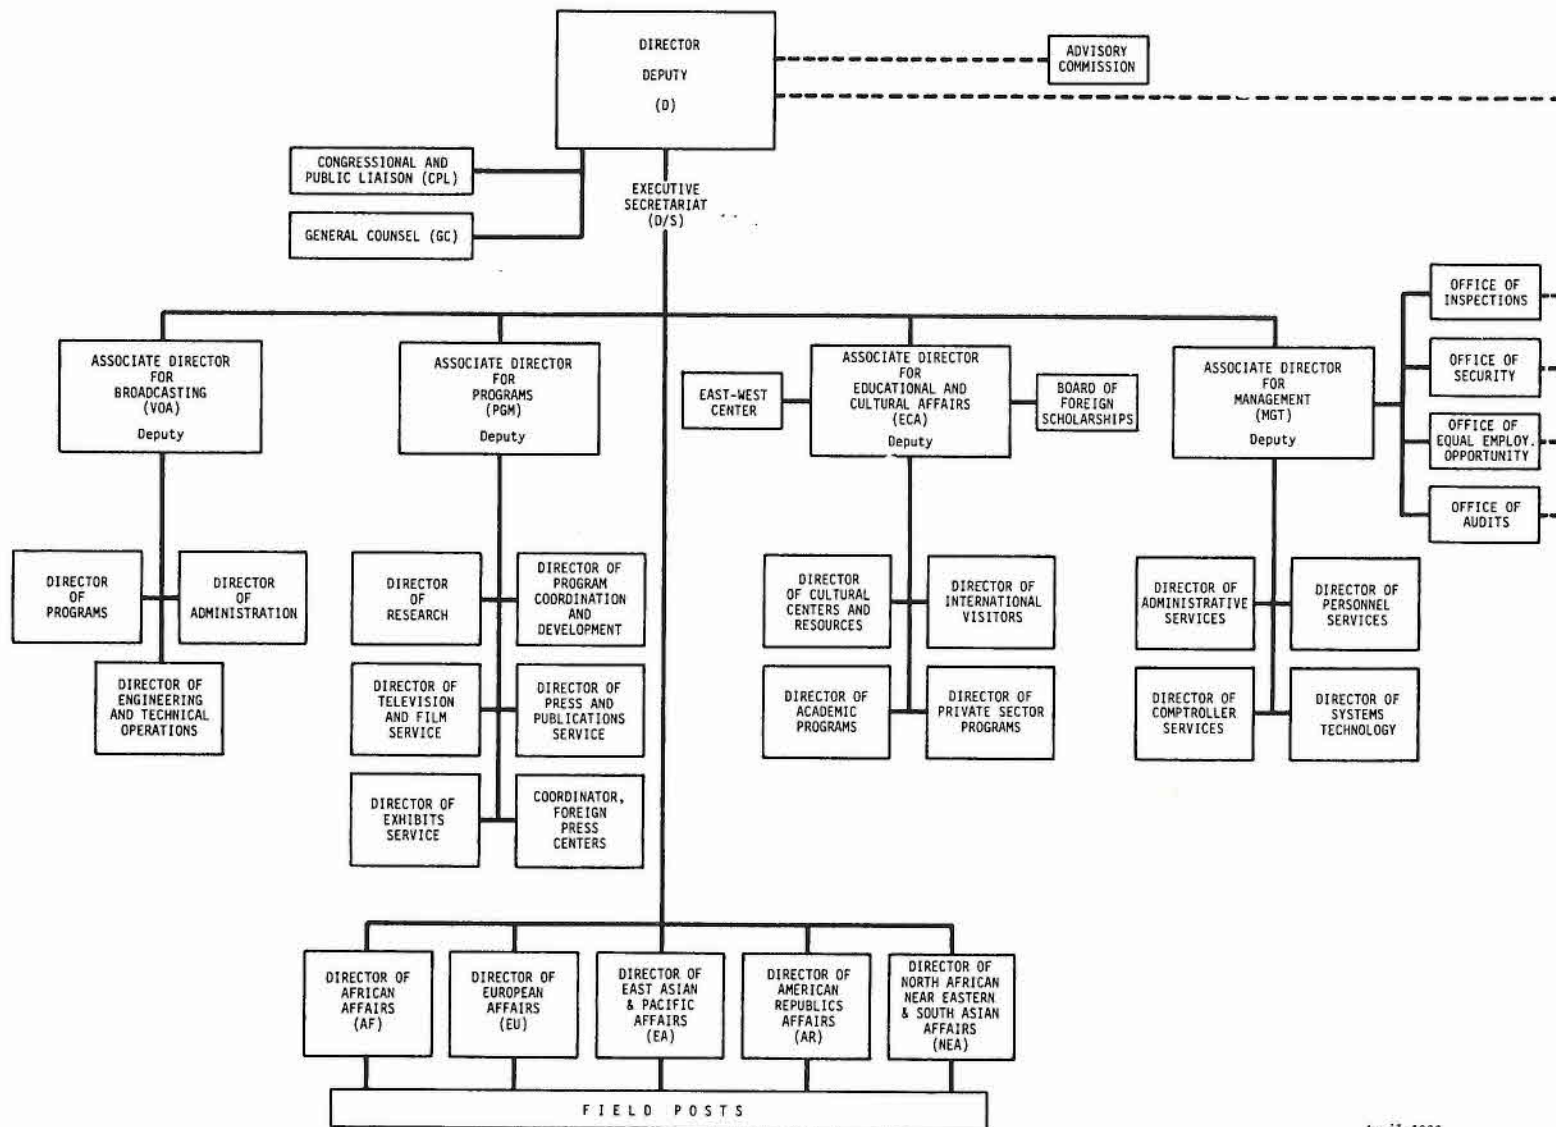 DIRECTOR
DEPUTY
(D)
ADVISORY
COMMISSION
CONGRESSIONAL AND
PUBLIC LIAISON (CPL)
GENERAL COUNSEL (GC)
EXECUTIVE
SECRETARIAT
(D/S)
ASSOCIATE DIRECTOR
FOR
BROADCASTING
(VOA)
Deputy
ASSOCIATE DIRECTOR
FOR
PROGRAMS
(PGM)
Deputy
EAST-WEST
CENTER
ASSOCIATE DIRECTOR
FOR
EDUCATIONAL AND
CULTURAL AFFAIRS
(ECA)
Deputy
BOARD OF
FOREIGN
SCHOLARSHIPS
ASSOCIATE DIRECTOR
FOR
MANAGEMENT
(MGT)
Deputy
OFFICE OF
INSPECTIONS
OFFICE OF
SECURITY
OFFICE OF
EQUAL EMPLOY.
OPPORTUNITY
OFFICE OF
AUDITS
DIRECTOR
OF
PROGRAMS
DIRECTOR
OF
ADMINISTRATION
DIRECTOR OF
ENGINEERING
AND TECHNICAL
OPERATIONS
DIRECTOR
OF
RESEARCH
DIRECTOR OF
PROGRAM
COORDINATION
AND
DEVELOPMENT
DIRECTOR OF
TELEVISION
AND FILM
SERVICE
DIRECTOR OF
PRESS AND
PUBLICATIONS
SERVICE
DIRECTOR OF
EXHIBITS
SERVICE
COORDINATOR,
FOREIGN
PRESS
CENTERS
DIRECTOR
OF CULTURAL
CENTERS AND
RESOURCES
DIRECTOR OF
INTERNATIONAL
VISITORS
DIRECTOR OF
ACADEMIC
PROGRAMS
DIRECTOR OF
PRIVATE SECTOR
PROGRAMS
DIRECTOR OF
ADMINISTRATIVE
SERVICES
DIRECTOR OF
PERSONNEL
SERVICES
DIRECTOR OF
COMPTROLLER
SERVICES
DIRECTOR OF
SYSTEMS
TECHNOLOGY
DIRECTOR OF
AFRICAN
AFFAIRS
(AF)
DIRECTOR OF
EUROPEAN
AFFAIRS
(EU)
DIRECTOR OF
EAST ASIAN
& PACIFIC
AFFAIRS
(EA)
DIRECTOR OF
AMERICAN
REPUBLICS
AFFAIRS
(AR)
DIRECTOR OF
NORTH AFRICAN
NEAR EASTERN
& SOUTH ASIAN
AFFAIRS
(NEA)
FIELD POSTS